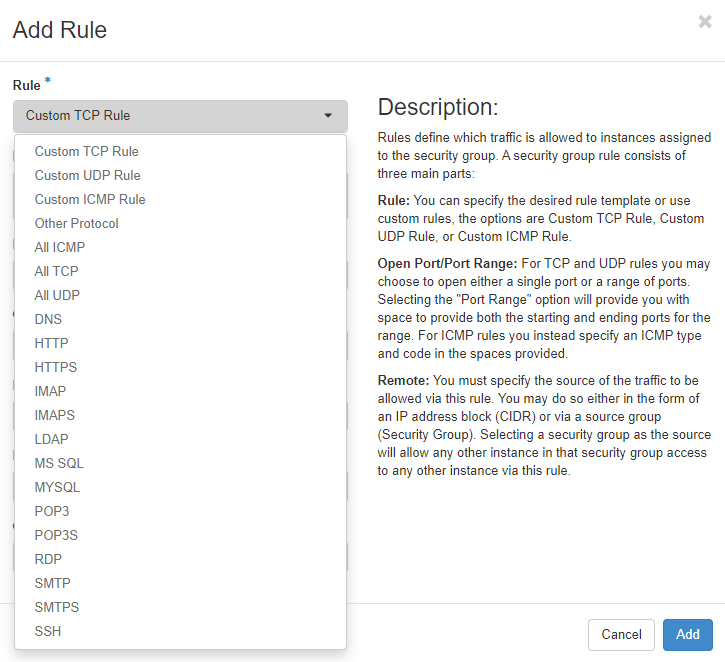 Add Rule
×
Rule *
Custom TCP Rule
Custom TCP Rule
Custom UDP Rule
Custom ICMP Rule
Other Protocol
All ICMP
All TCP
All UDP
DNS
HTTP
HTTPS
IMAP
IMAPS
LDAP
MS SQL
MYSQL
POP3
POP3S
RDP
SMTP
SMTPS
SSH
Description:
Rules define which traffic is allowed to instances assigned
to the security group. A security group rule consists of
three main parts:
Rule: You can specify the desired rule template or use
custom rules, the options are Custom TCP Rule, Custom
UDP Rule, or Custom ICMP Rule.
Open Port/Port Range: For TCP and UDP rules you may
choose to open either a single port or a range of ports.
Selecting the "Port Range" option will provide you with
space to provide both the starting and ending ports for the
range. For ICMP rules you instead specify an ICMP type
and code in the spaces provided.
Remote: You must specify the source of the traffic to be
allowed via this rule. You may do so either in the form of
an IP address block (CIDR) or via a source group
(Security Group). Selecting a security group as the source
will allow any other instance in that security group access
to any other instance via this rule.
Cancel
Add